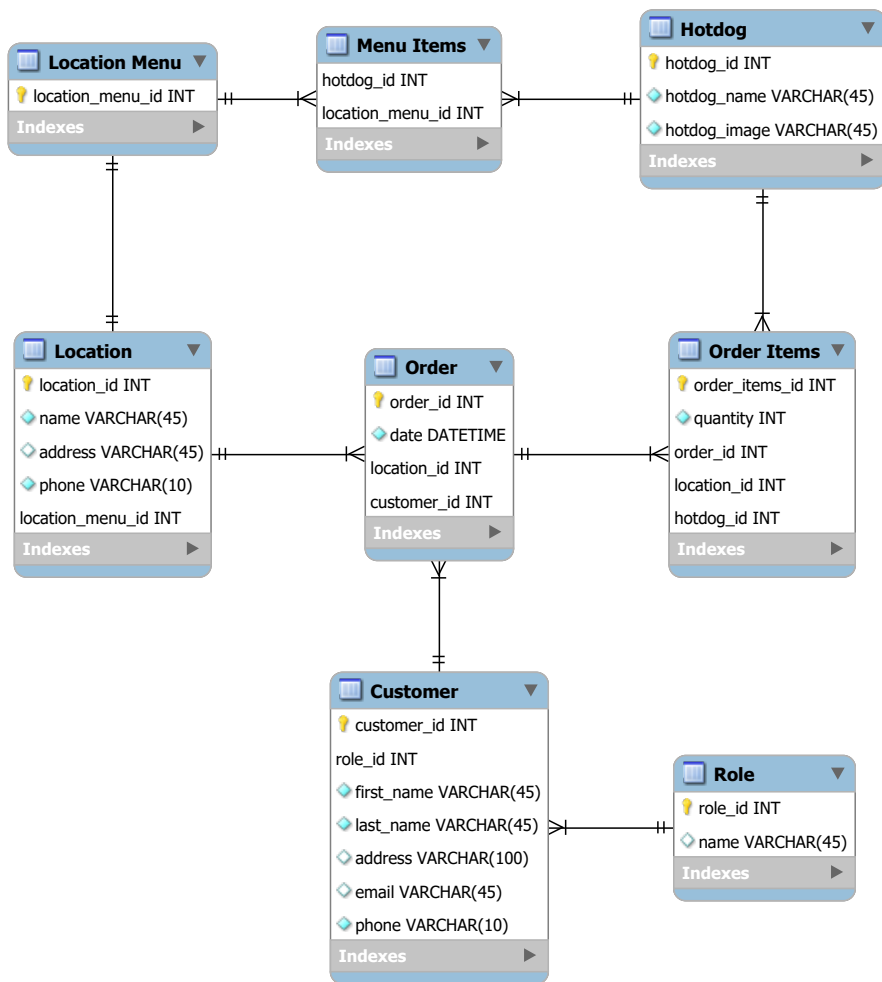 Location Menu
location_menu_id INT
Indexes
Menu Items
hotdog_id INT
location_menu_id INT
Indexes
Hotdog
hotdog_id INT
hotdog_name VARCHAR(45)
hotdog_image VARCHAR(45)
Indexes
Location
location_id INT
name VARCHAR(45)
address VARCHAR(45)
phone VARCHAR(10)
location_menu_id INT
Indexes
Order
order_id INT
date DATETIME
location_id INT
customer_id INT
Indexes
Order Items
order_items_id INT
quantity INT
order_id INT
location_id INT
hotdog_id INT
Indexes
Customer
customer_id INT
role_id INT
first_name VARCHAR(45)
last_name VARCHAR(45)
address VARCHAR(100)
email VARCHAR(45)
phone VARCHAR(10)
Indexes
Role
role_id INT
name VARCHAR(45)
Indexes